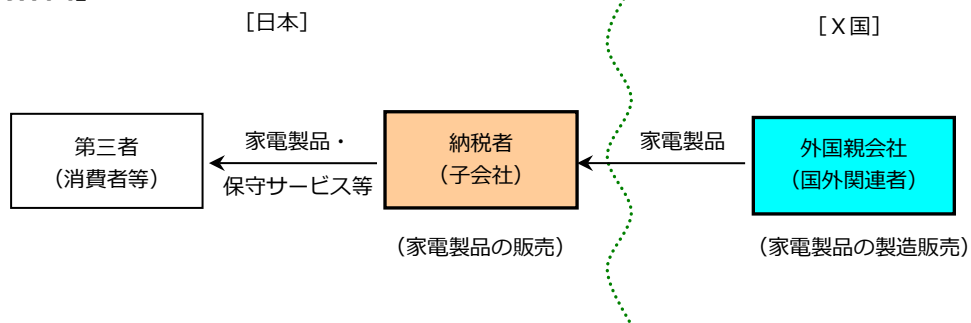 [日本]
[X国]
第三者
(消費者等)
家電製品・
保守サービス等
納税者
(子会社)
家電製品
外国親会社
(国外関連者)
(家電製品の販売)
(家電製品の製造販売)